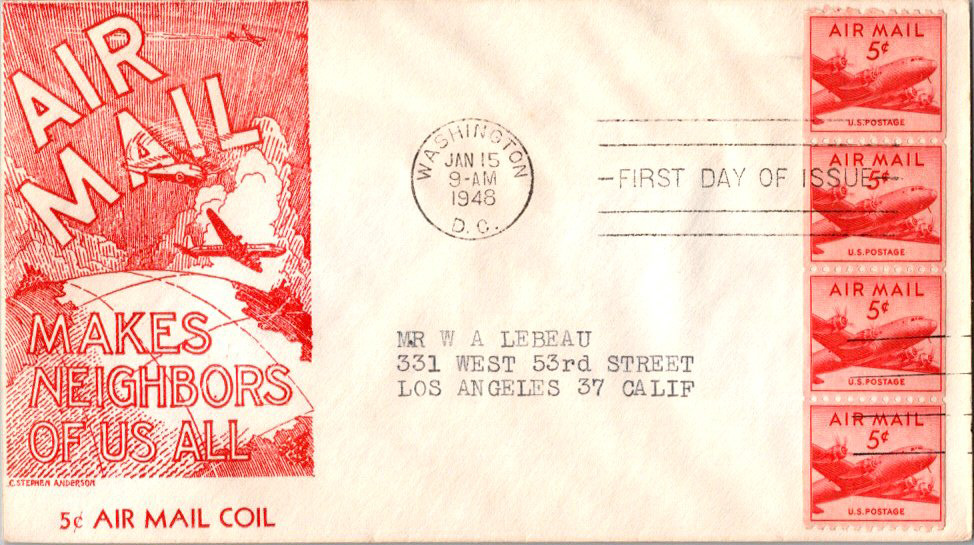 AIR
MAIL
MAKES
NEIGHBORS
OF US ALL
C. STEPHEN ANDERSON
5¢ AIR MAIL COIL
WASHINGTON
JAN 15
9-AM
1948
D. C.
FIRST DAY OF ISSUE
MR W A LEBEAU
331 WEST 53rd STREET
LOS ANGELES 37 CALIF
AIR MAIL
5¢
U.S. POSTAGE
AIR MAIL
5¢
U.S. POSTAGE
AIR MAIL
5¢
U.S. POSTAGE
AIR MAIL
5¢
U.S. POSTAGE